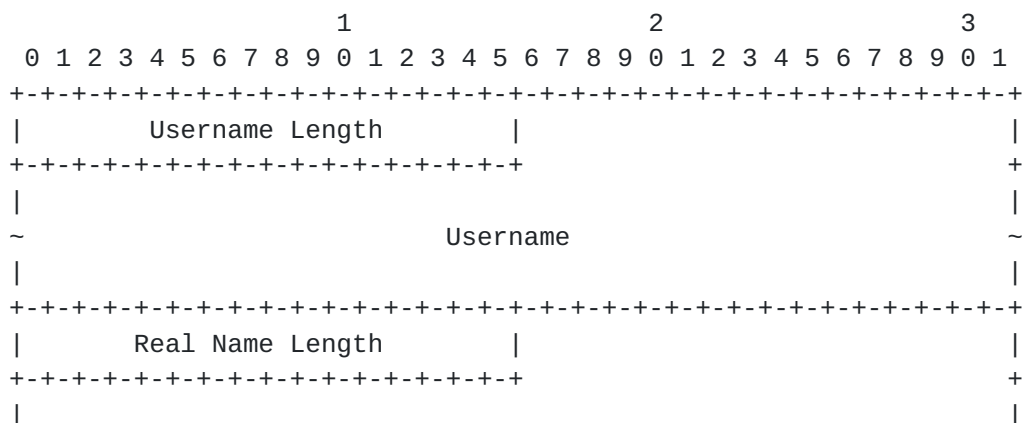 1                   2                   3
 0 1 2 3 4 5 6 7 8 9 0 1 2 3 4 5 6 7 8 9 0 1 2 3 4 5 6 7 8 9 0 1
+-+-+-+-+-+-+-+-+-+-+-+-+-+-+-+-+-+-+-+-+-+-+-+-+-+-+-+-+-+-+-+-+
|        Username Length        |                               |
+-+-+-+-+-+-+-+-+-+-+-+-+-+-+-+-+                               +
|                                                               |
~                           Username                            ~
|                                                               |
+-+-+-+-+-+-+-+-+-+-+-+-+-+-+-+-+-+-+-+-+-+-+-+-+-+-+-+-+-+-+-+-+
|       Real Name Length        |                               |
+-+-+-+-+-+-+-+-+-+-+-+-+-+-+-+-+                               +
|                                                               |